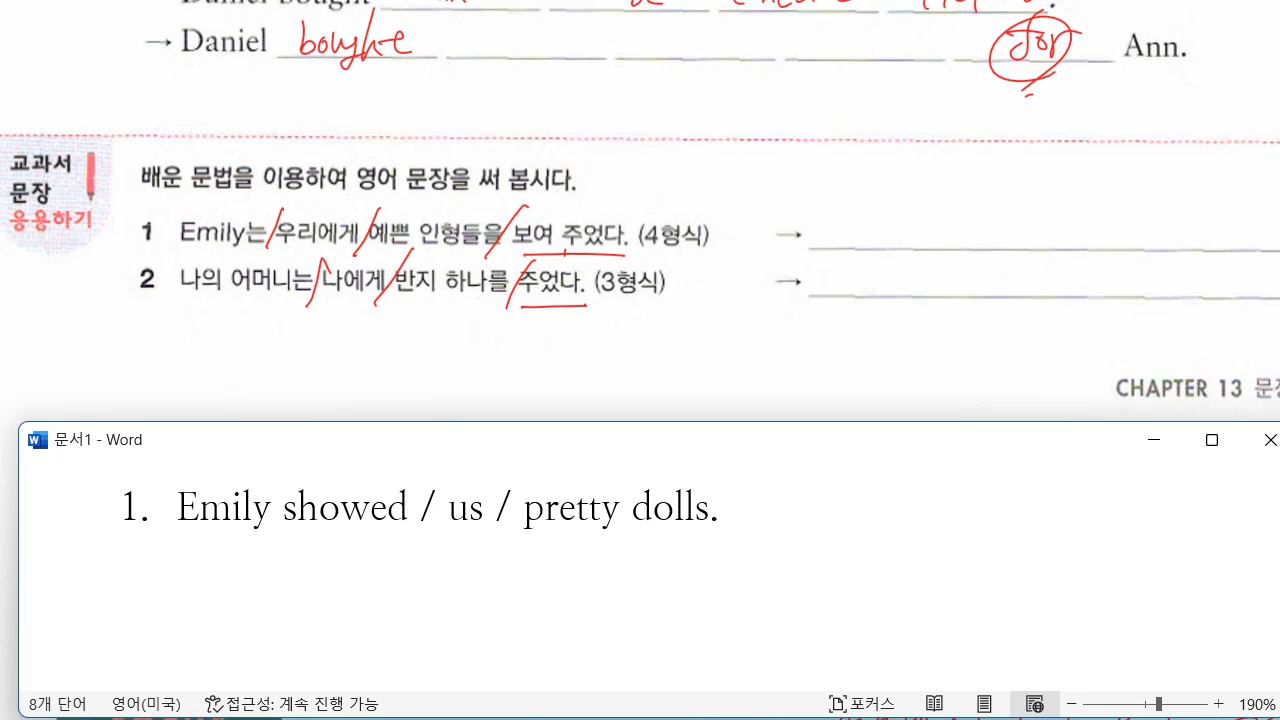 Daniel bought
→ Daniel bought for Ann.
교과서
문장
응용하기
배운 문법을 이용하여 영어 문장을 써 봅시다.
1 Emily는 / 우리에게 / 예쁜 인형들을 / 보여 주었다. (4형식) →
2 나의 어머니는 / 나에게 / 반지 하나를 / 주었다. (3형식) →
CHAPTER 13 문장
문서1 - Word
1. Emily showed / us / pretty dolls.
8개 단어 영어(미국) 접근성: 계속 진행 가능 포커스 190%